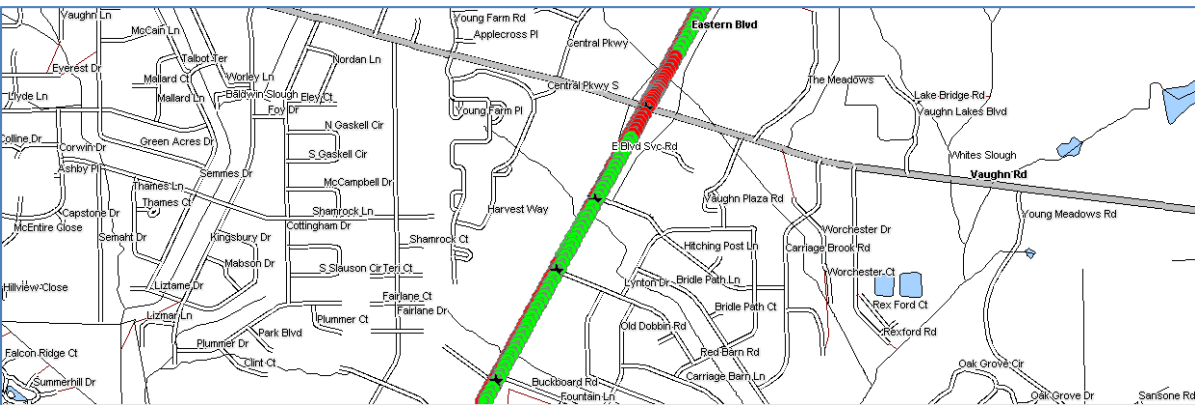 Vaughn Ln
Young Farm Rd
Eastern Blvd
McCain Ln
Applecross Pl
Central Pkwy
Talbot Ter
Nordan Ln
Everest Dr
Mallard Ct
Worley Ln
Central Pkwy S
The Meadows
Llyde Ln
Mallard Ln
Baldwin Slough
Eley Ct
Lake Bridge Rd
Foy Dr
Young Farm Pl
Vaughn Lakes Blvd
N Gaskell Cir
Colline Dr
Corwin Dr
Green Acres Dr
E Blvd Svc Rd
S Gaskell Cir
Whites Slough
Ashby Pl
Semmes Dr
Vaughn Rd
Thames Ln
McCampbell Dr
Thames Ct
Vaughn Plaza Rd
Capstone Dr
Shamrock Ln
Harvest Way
Young Meadows Rd
McEntire Close
Cottingham Dr
Worchester Dr
Semaht Dr
Kingsbury Dr
Shamrock Ct
Hitching Post Ln
Carriage Brook Rd
Mabson Dr
S Slauson Cir
Teri Ct
Worchester Ct
Hillview Close
Liztame Dr
Lynton Dr
Bridle Path Ln
Fairlane Ct
Rex Ford Ct
Lizmar Ln
Fairlane Dr
Bridle Path Ct
Plummer Ct
Old Dobbin Rd
Park Blvd
Rexford Rd
Plummer Dr
Falcon Ridge Ct
Red Barn Rd
Clint Ct
Oak Grove Cir
Summerhill Dr
Buckboard Rd
Carriage Barn Ln
Fountain Ln
Oak Grove Dr
Sansone Rd